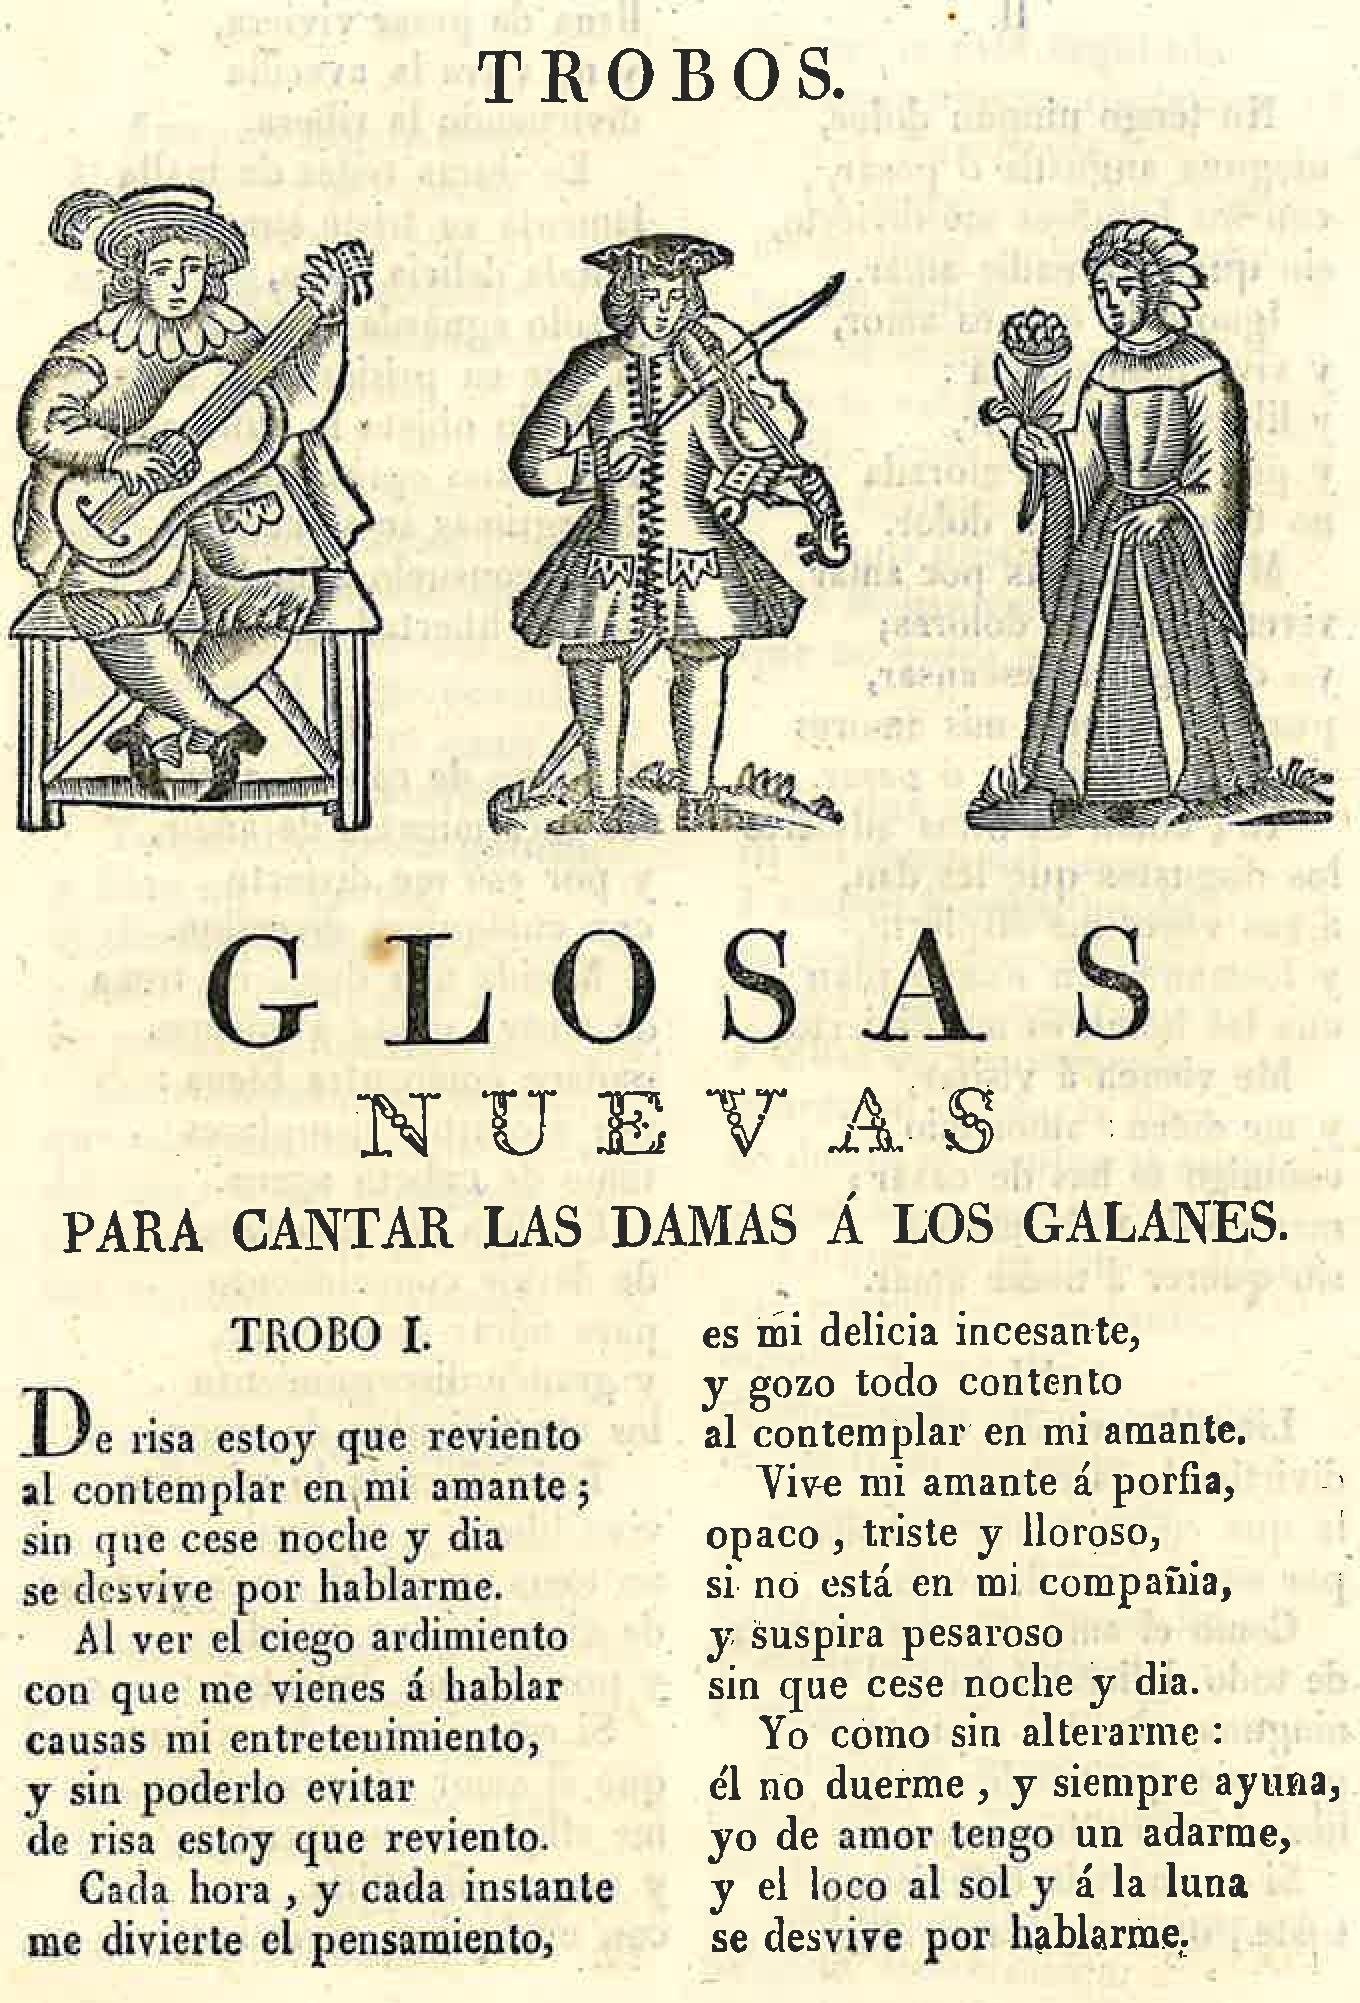 TROBOS.
GLOSAS
NUEVAS
PARA CANTAR LAS DAMAS Á LOS GALANES.
TROBO I.
De risa estoy que reviento
al contemplar en mi amante;
sin que cese noche y dia
se desvive por hablarme.
Al ver el ciego ardimiento
con que me vienes á hablar
causas mi entretenimiento,
y sin poderlo evitar
de risa estoy que reviento.
Cada hora, y cada instante
me divierte el pensamiento,
es mi delicia incesante,
y gozo todo contento
al contemplar en mi amante.
Vive mi amante á porfia,
opaco, triste y lloroso,
si no está en mi compañia,
y suspira pesaroso
sin que cese noche y dia.
Yo como sin alterarme:
él no duerme, y siempre ayuna,
yo de amor tengo un adarme,
y el loco al sol y á la luna
se desvive por hablarme.